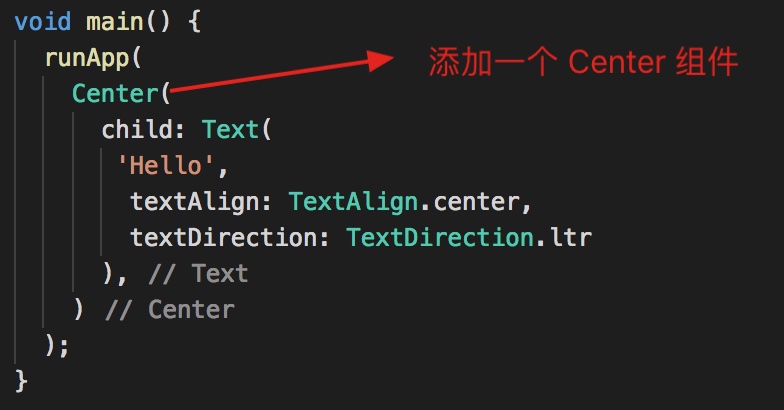 void main() {
runApp(
Center(
添加一个 Center 组件
child: Text(
'Hello',
textAlign: TextAlign.center,
textDirection: TextDirection.ltr
), // Text
) // Center
);
}